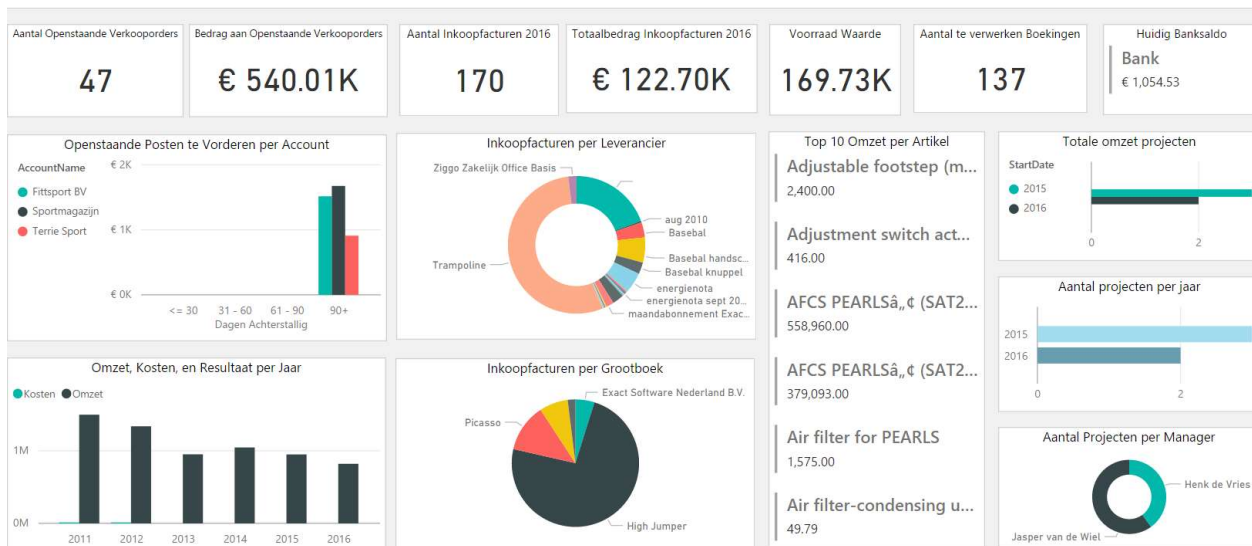 Aantal Openstaande Verkooporders
47
Bedrag aan Openstaande Verkooporders
€ 540.01K
Aantal Inkoopfacturen 2016
170
Totaalbedrag Inkoopfacturen 2016
€ 122.70K
Voorraad Waarde
169.73K
Aantal te verwerken Boekingen
137
Huidig Banksaldo
Bank
€ 1,054.53
Openstaande Posten te Vorderen per Account
AccountName
Fittsport BV
Sportmagazijn
Terrie Sport
€ 2K
€ 1K
€ 0K
<= 30
31 - 60
61 - 90
90+
Dagen Achterstallig
Inkoopfacturen per Leverancier
Ziggo Zakelijk Office Basis
aug 2010
Basebal
Basebal handsc...
Basebal knuppel
energienota
energienota sept 20...
maandabonnement Exac...
Trampoline
Top 10 Omzet per Artikel
Adjustable footstep (m...
2,400.00
Adjustment switch act...
416.00
AFCS PEARLSâ„¢ (SAT2...
558,960.00
AFCS PEARLSâ„¢ (SAT2...
379,093.00
Air filter for PEARLS
1,575.00
Air filter-condensing u...
49.79
Totale omzet projecten
StartDate
2015
2016
0
2
Aantal projecten per jaar
2015
2016
0
2
Omzet, Kosten, en Resultaat per Jaar
Kosten
Omzet
1M
0M
2011
2012
2013
2014
2015
2016
Inkoopfacturen per Grootboek
Exact Software Nederland B.V.
Picasso
High Jumper
Aantal Projecten per Manager
Henk de Vries
Jasper van de Wiel